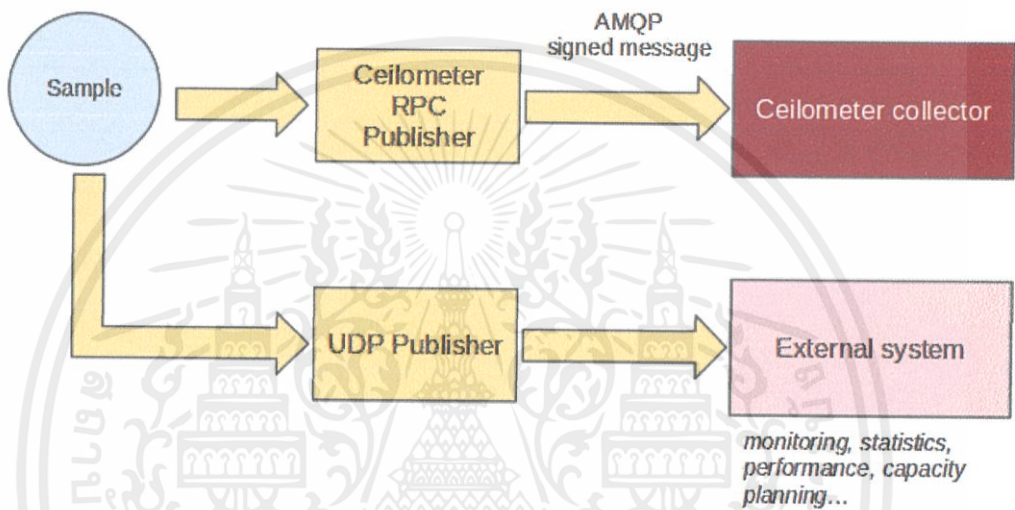 Sample
Ceilometer
RPC
Publisher
AMQP
signed message
Ceilometer collector
UDP Publisher
External system
monitoring, statistics,
performance, capacity
planning...